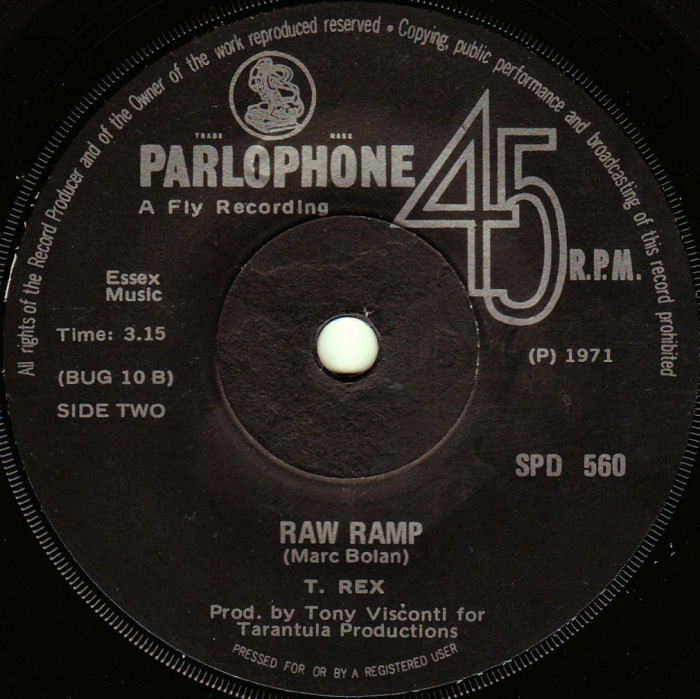 All rights of the Record Producer and of the Owner of the work reproduced reserved • Copying, public performance and broadcasting of this record prohibited
TRADE MARK
PARLOPHONE
A Fly Recording
45
R.P.M.
Essex
Music
Time: 3.15
(P) 1971
(BUG 10 B)
SIDE TWO
SPD 560
RAW RAMP
(Marc Bolan)
T. REX
Prod. by Tony Visconti for
Tarantula Productions
PRESSED FOR OR BY A REGISTERED USER